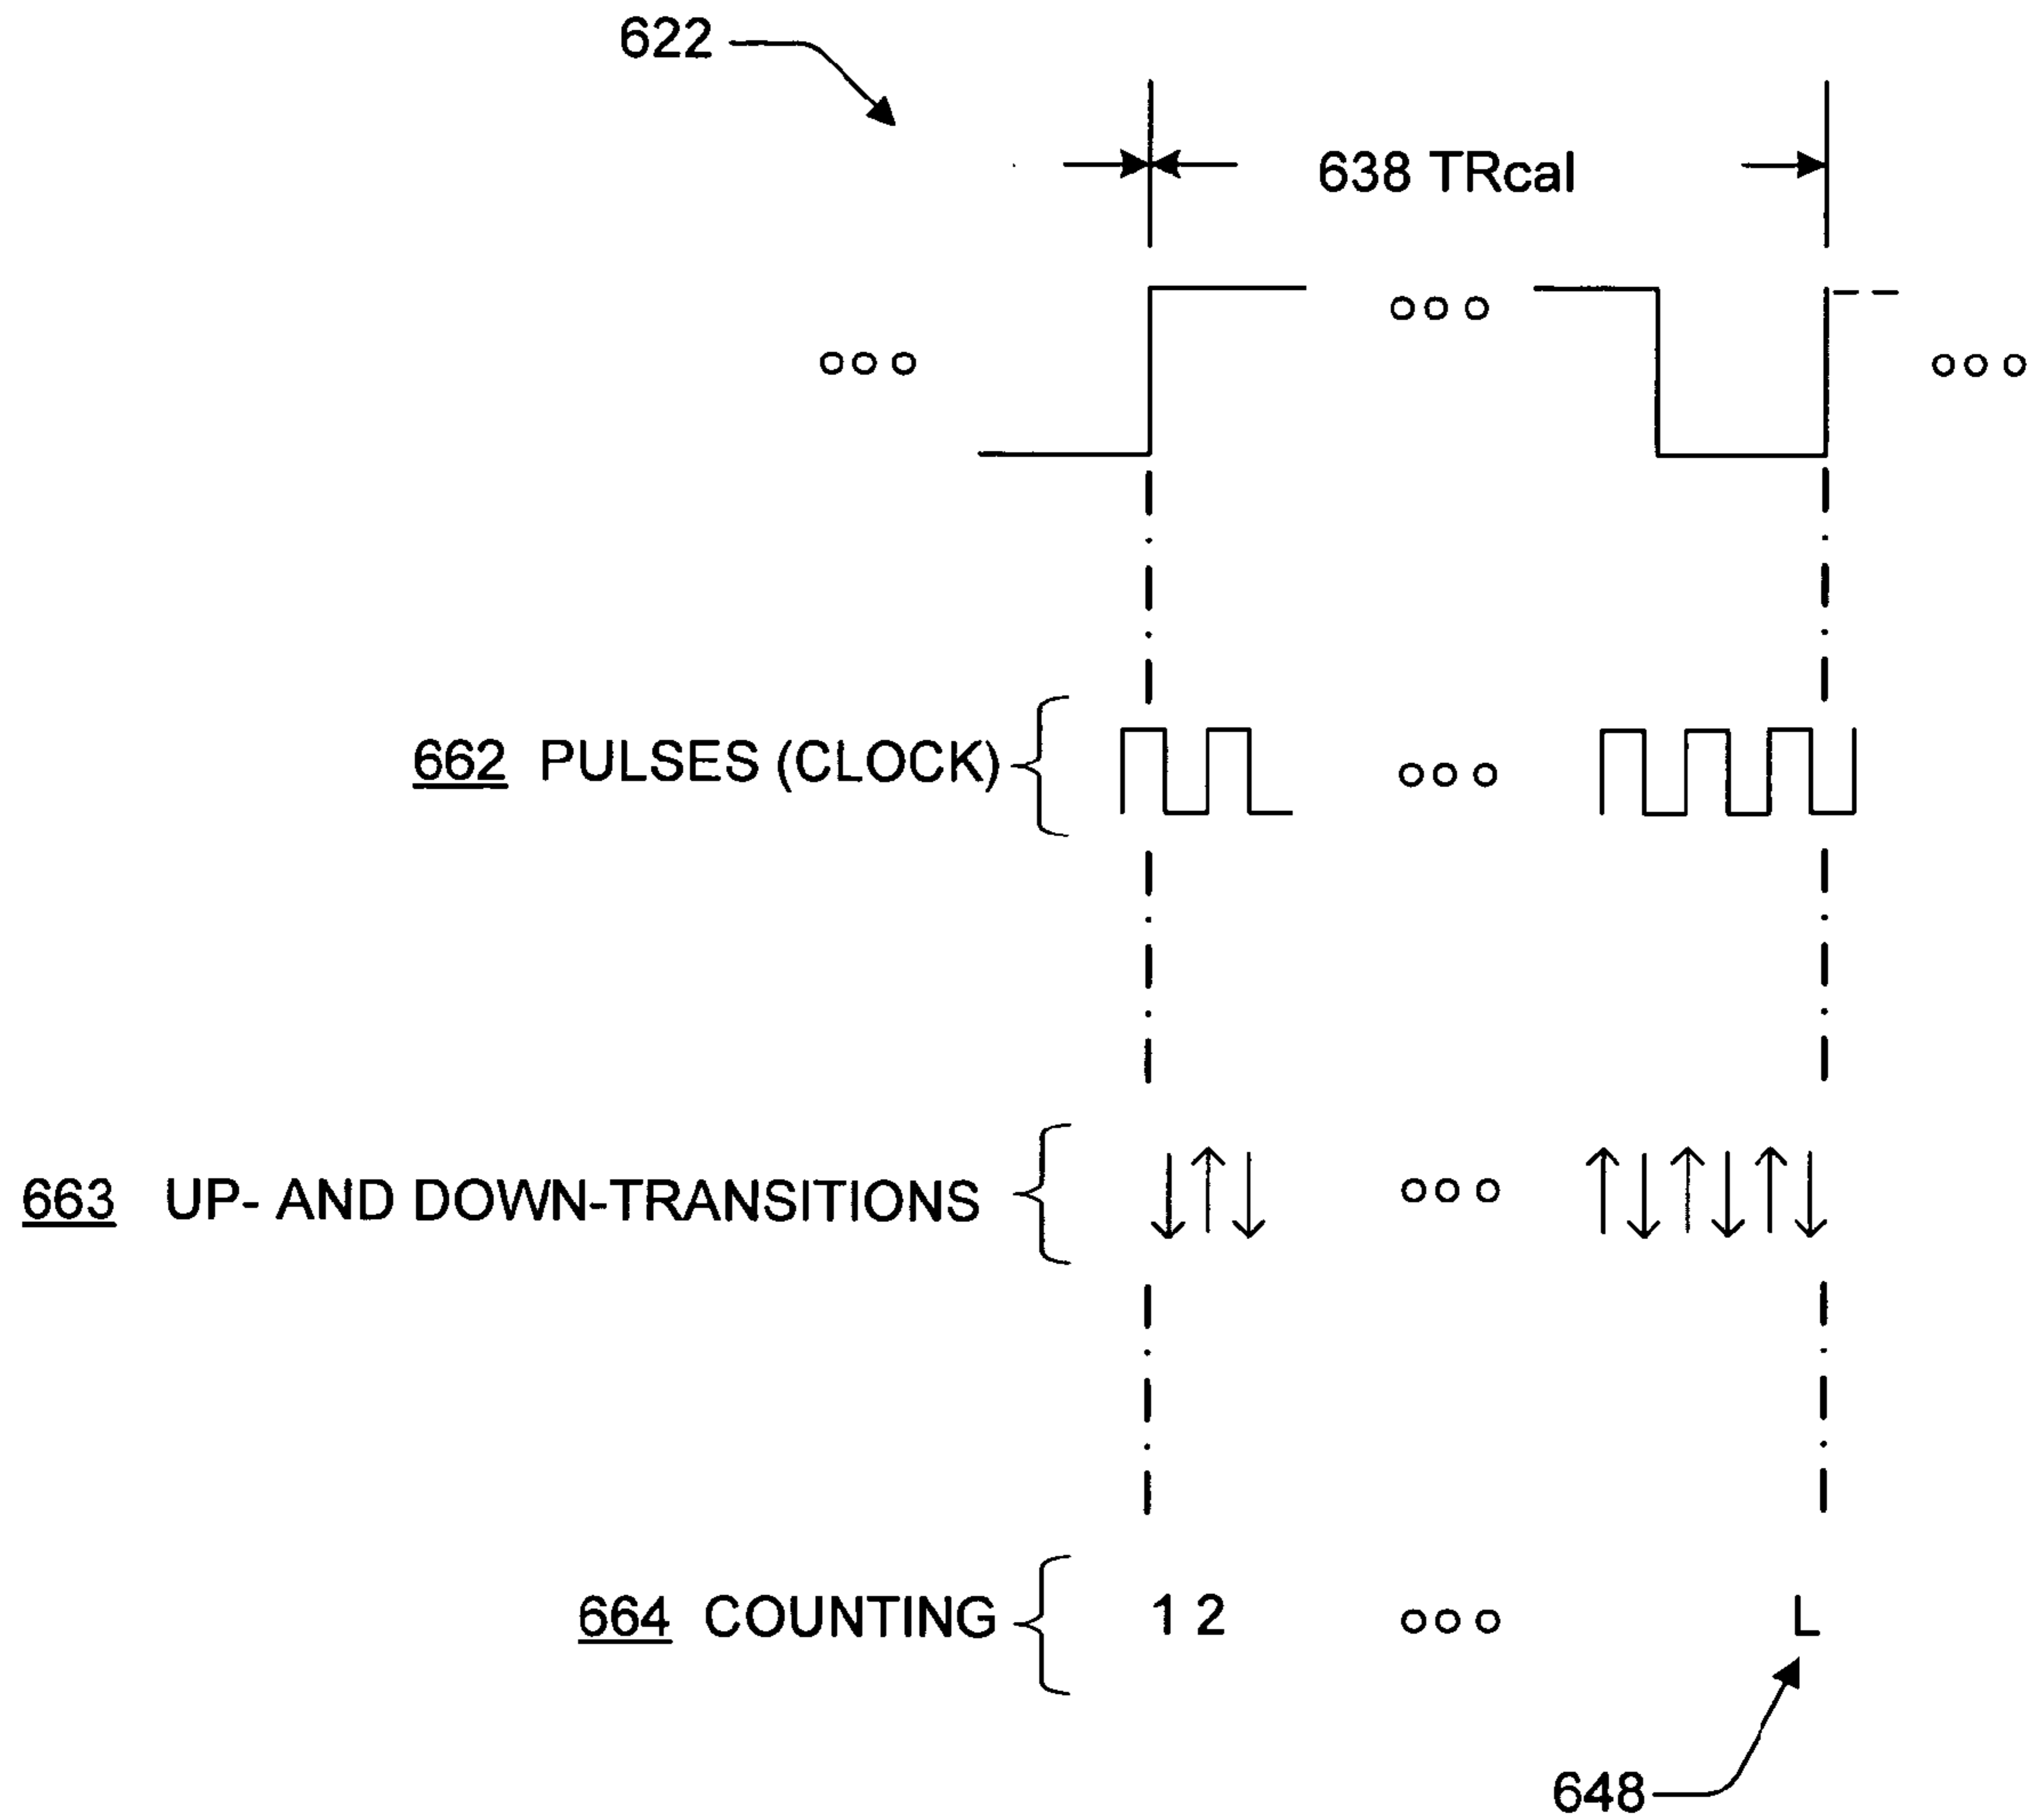 622
638 TRcal
662 PULSES (CLOCK)
663 UP- AND DOWN-TRANSITIONS
664 COUNTING
1 2
L
648